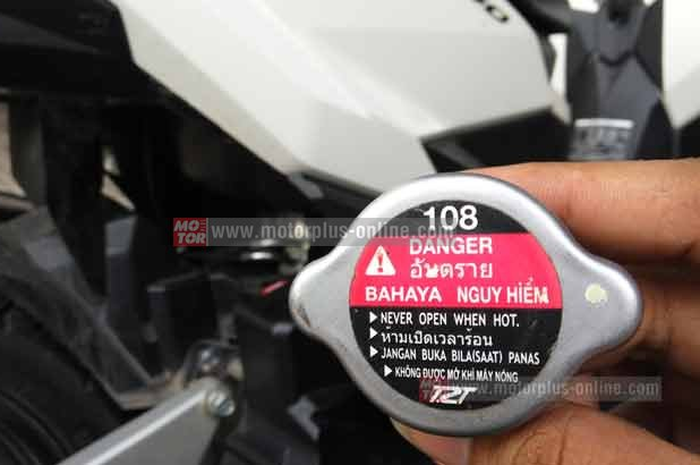 108
DANGER
อันตราย
BAHAYA NGUY HIỂM
NEVER OPEN WHEN HOT.
ห้ามเปิดเวลาร้อน
JANGAN BUKA BILA(SAAT) PANAS
KHÔNG ĐƯỢC MỞ KHI MÁY NÓNG
TRT
MOTOR www.motorplus-online.com
motorplus-online.com